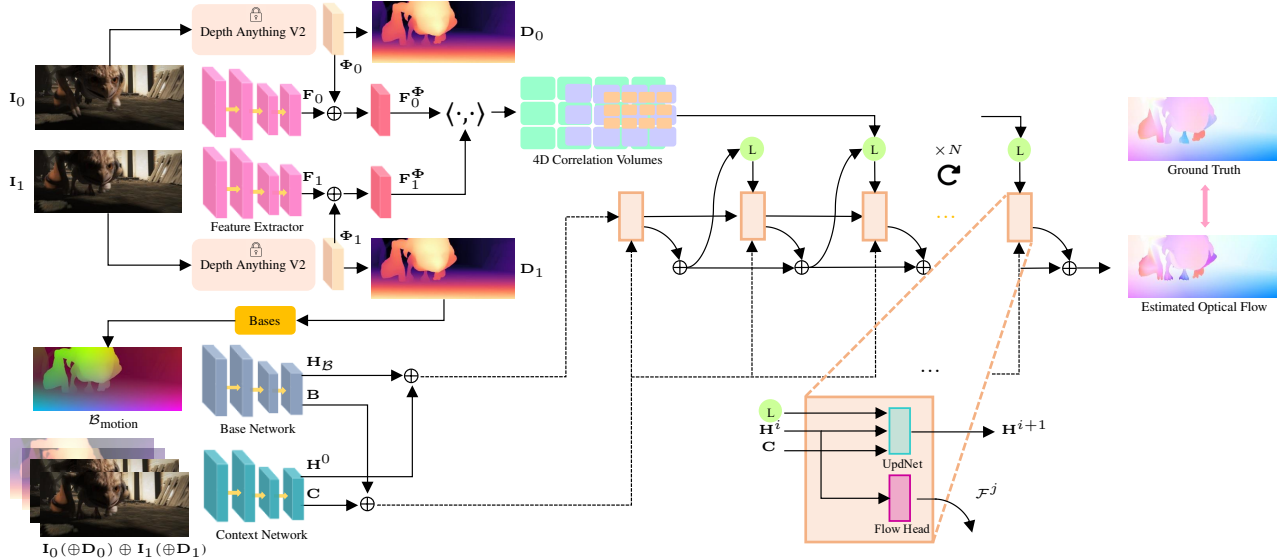 Depth Anything V2
D₀
Φ₀
I₀
F₀
F₀^Φ
⟨·,·⟩
4D Correlation Volumes
L
L
× N
L
Ground Truth
I₁
F₁
F₁^Φ
Feature Extractor
Φ₁
Depth Anything V2
D₁
...
Estimated Optical Flow
Bases
𝓑motion
H𝓑
B
Base Network
H⁰
C
Context Network
I₀(⊕D₀) ⊕ I₁(⊕D₁)
...
L
Hⁱ
C
UpdNet
Hⁱ⁺¹
Flow Head
𝓕ʲ